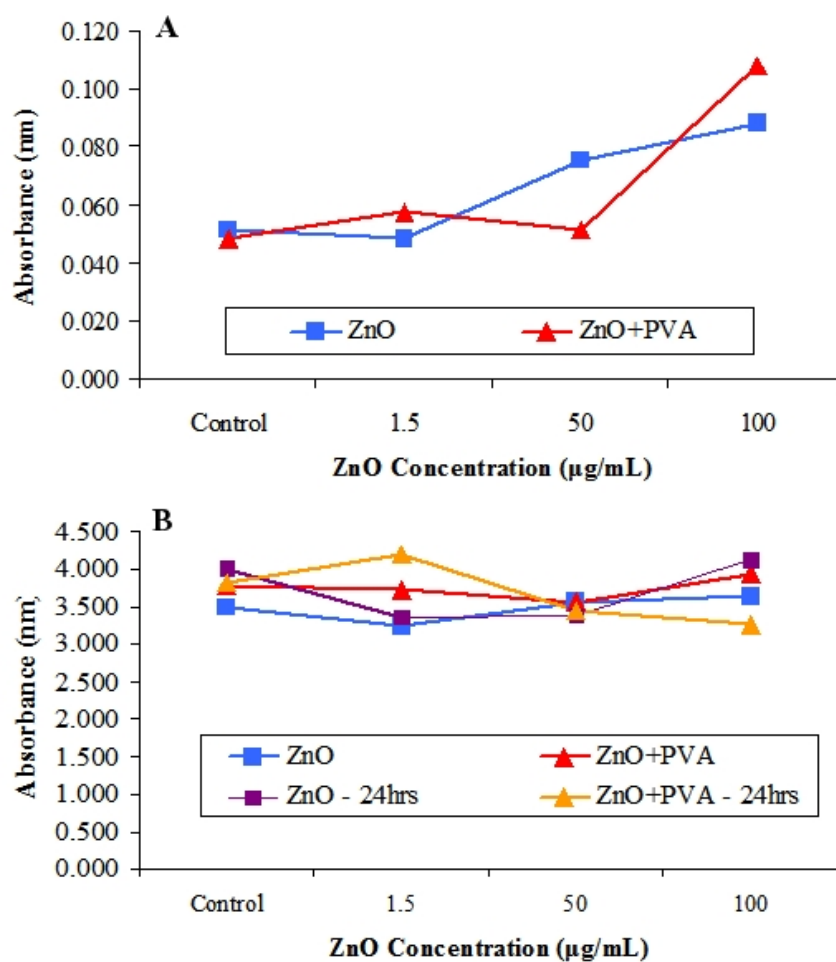 A
0.120
0.100
0.080
0.060
0.040
0.020
0.000
Absorbance (nm)
ZnO ZnO+PVA
Control 1.5 50 100
ZnO Concentration (µg/mL)
B
4.500
4.000
3.500
3.000
2.500
2.000
1.500
1.000
0.500
0.000
Absorbance (nm)
ZnO ZnO+PVA
ZnO - 24hrs ZnO+PVA - 24hrs
Control 1.5 50 100
ZnO Concentration (µg/mL)